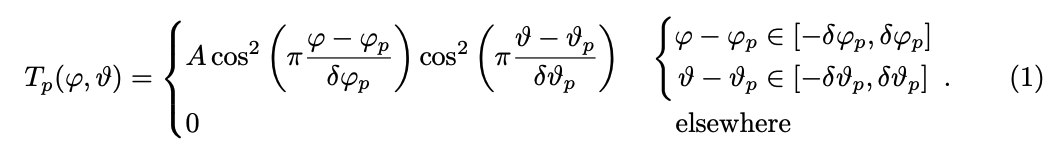 T_p(φ, ϑ) = { A cos² (π (φ − φ_p)/(δφ_p)) cos² (π (ϑ − ϑ_p)/(δϑ_p)) { φ − φ_p ∈ [−δφ_p, δφ_p]
ϑ − ϑ_p ∈ [−δϑ_p, δϑ_p] . (1)
0 elsewhere